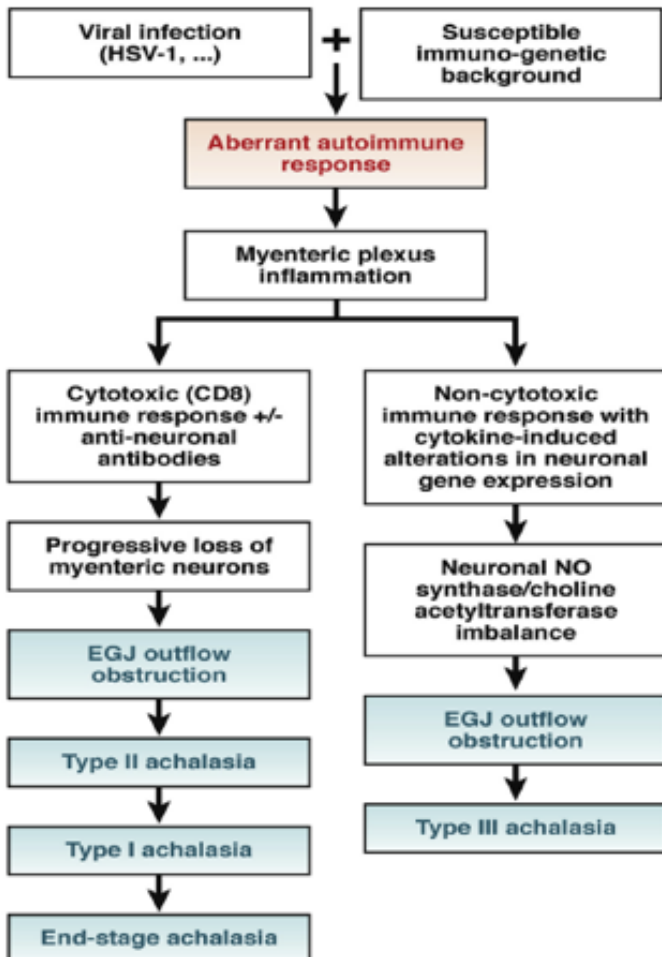 Viral infection
(HSV-1, ...)
+
Susceptible
immuno-genetic
background
Aberrant autoimmune
response
Myenteric plexus
inflammation
Cytotoxic (CD8)
immune response +/-
anti-neuronal
antibodies
Progressive loss of
myenteric neurons
EGJ outflow
obstruction
Type II achalasia
Type I achalasia
End-stage achalasia
Non-cytotoxic
immune response with
cytokine-induced
alterations in neuronal
gene expression
Neuronal NO
synthase/choline
acetyltransferase
imbalance
EGJ outflow
obstruction
Type III achalasia